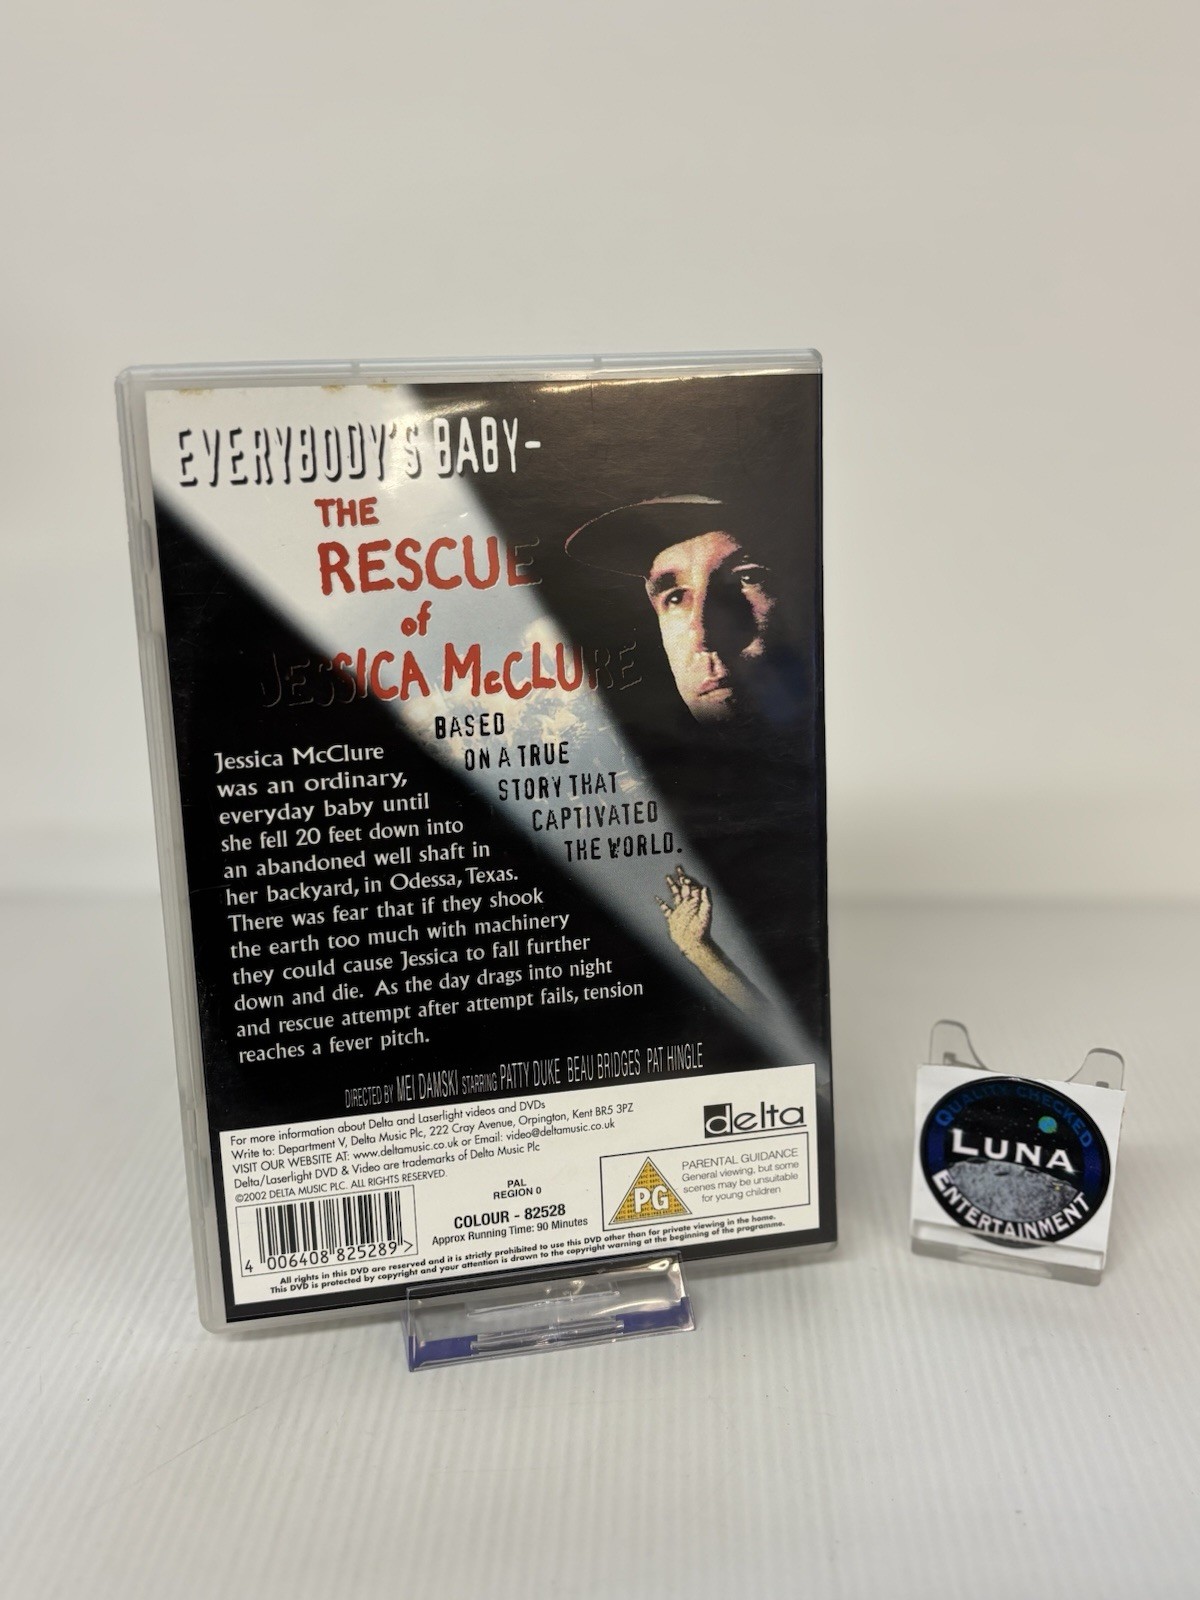 EVERYBODY'S BABY-
THE
RESCUE
of
JESSICA McCLURE
BASED
ON A TRUE
STORY THAT
CAPTIVATED
THE WORLD.
Jessica McClure
was an ordinary,
everyday baby until
she fell 20 feet down into
an abandoned well shaft in
her backyard, in Odessa, Texas.
There was fear that if they shook
the earth too much with machinery
they could cause Jessica to fall further
down and die. As the day drags into night
and rescue attempt after attempt fails, tension
reaches a fever pitch.
DIRECTED BY MEI DAMSKI STARRING PATTY DUKE BEAU BRIDGES PAT HINGLE
For more information about Delta and Laserlight videos and DVDs
Write to: Department V, Delta Music Plc, 222 Cray Avenue, Orpington, Kent BR5 3PZ
VISIT OUR WEBSITE AT: www.deltamusic.co.uk or Email: video@deltamusic.co.uk
Delta/Laserlight DVD & Video are trademarks of Delta Music Plc
©2002 DELTA MUSIC PLC. ALL RIGHTS RESERVED.
delta
PAL
REGION 0
COLOUR - 82528
Approx Running Time: 90 Minutes
PG
PARENTAL GUIDANCE
General viewing, but some
scenes may be unsuitable
for young children
4 006408 825289 >
All rights in this DVD are reserved and it is strictly prohibited to use this DVD other than for private viewing in the home.
This DVD is protected by copyright and your attention is drawn to the copyright warning at the beginning of the programme.
QUALITY CHECKED
LUNA
ENTERTAINMENT